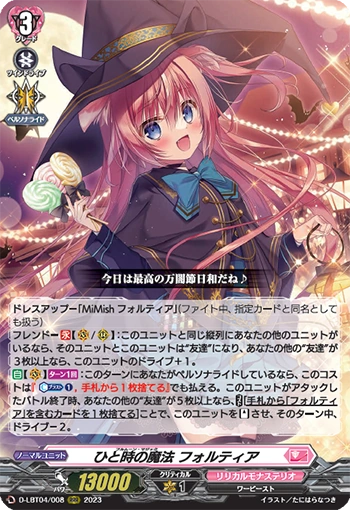 3
グレード
ツインドライブ
ペルソナライド
今日は最高の万聞節日和だね♪
ドレスアップー「MiMish フォルティア」(ファイト中、指定カードと同名としても扱う)
フレンドー永【V/R】:このユニットと同じ縦列にあなたの他のユニットがいるなら、そのユニットとこのユニットは“友達”になり、あなたの他の“友達”が3枚以上なら、このユニットのドライブ+1。
自【V/R】ターン1回:このターンにあなたがペルソナライドしているなら、このコストは『【CB1】,手札から1枚捨てる』でも払える。このユニットがアタックしたバトル終了時、あなたの他の“友達”が5枚以上なら、【手札から「フォルティア」を含むカードを1枚捨てる】ことで、このユニットを【スタンド】させ、そのターン中、ドライブ-2。
ノーマルユニット
ひと時の魔法 フォルティア
リリカルモナステリオ
パワー 13000
クリティカル
1
ワービースト
D-LBT04/008 RRR 2023
イラスト/たにはらなつき